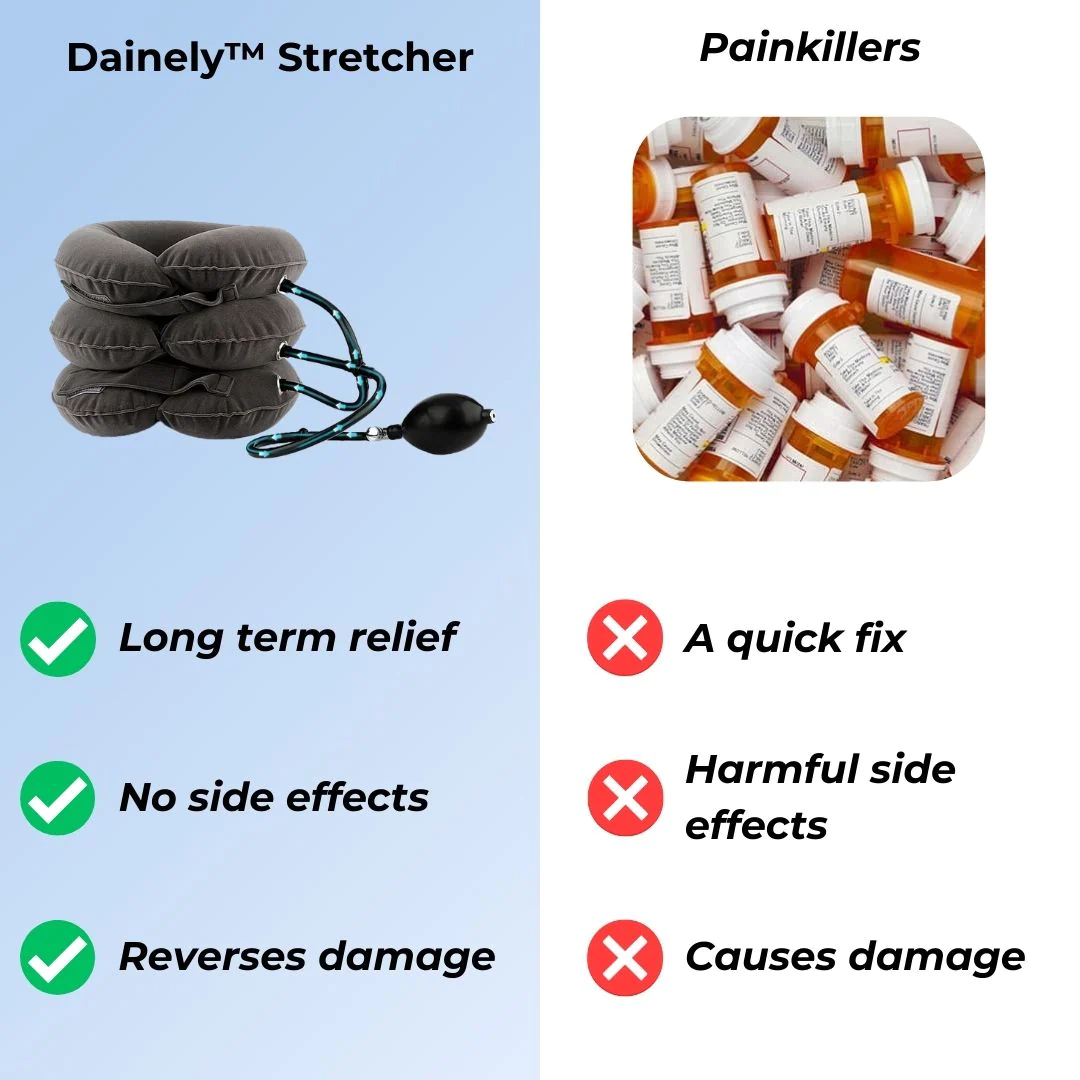 Dainely™ Stretcher
Painkillers
Long term relief
A quick fix
No side effects
Harmful side
effects
Reverses damage
Causes damage